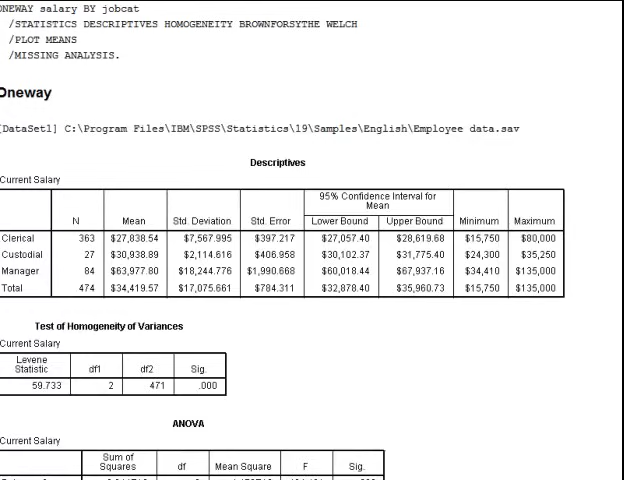 ONEWAY salary BY jobcat
/STATISTICS DESCRIPTIVES HOMOGENEITY BROWNFORSYTHE WELCH
/PLOT MEANS
/MISSING ANALYSIS.
Oneway
[DataSet1] C:\Program Files\IBM\SPSS\Statistics\19\Samples\English\Employee data.sav
Descriptives
Current Salary
95% Confidence Interval for Mean
N Mean Std. Deviation Std. Error Lower Bound Upper Bound Minimum Maximum
Clerical 363 $27,838.54 $7,567.995 $397.217 $27,057.40 $28,619.68 $15,750 $80,000
Custodial 27 $30,938.89 $2,114.616 $406.958 $30,102.37 $31,775.40 $24,300 $35,250
Manager 84 $63,977.80 $18,244.776 $1,990.668 $60,018.44 $67,937.16 $34,410 $135,000
Total 474 $34,419.57 $17,075.661 $784.311 $32,878.40 $35,960.73 $15,750 $135,000
Test of Homogeneity of Variances
Current Salary
Levene Statistic df1 df2 Sig.
59.733 2 471 .000
ANOVA
Current Salary
Sum of Squares df Mean Square F Sig.